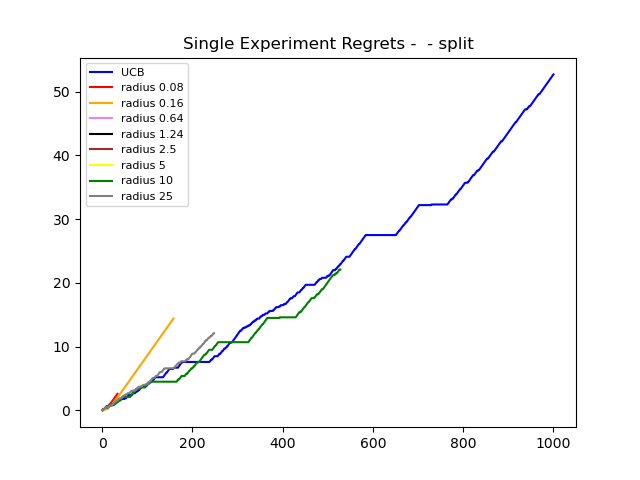 Single Experiment Regrets -  - split
UCB
radius 0.08
radius 0.16
radius 0.64
radius 1.24
radius 2.5
radius 5
radius 10
radius 25
50
40
30
20
10
0
0 200 400 600 800 1000